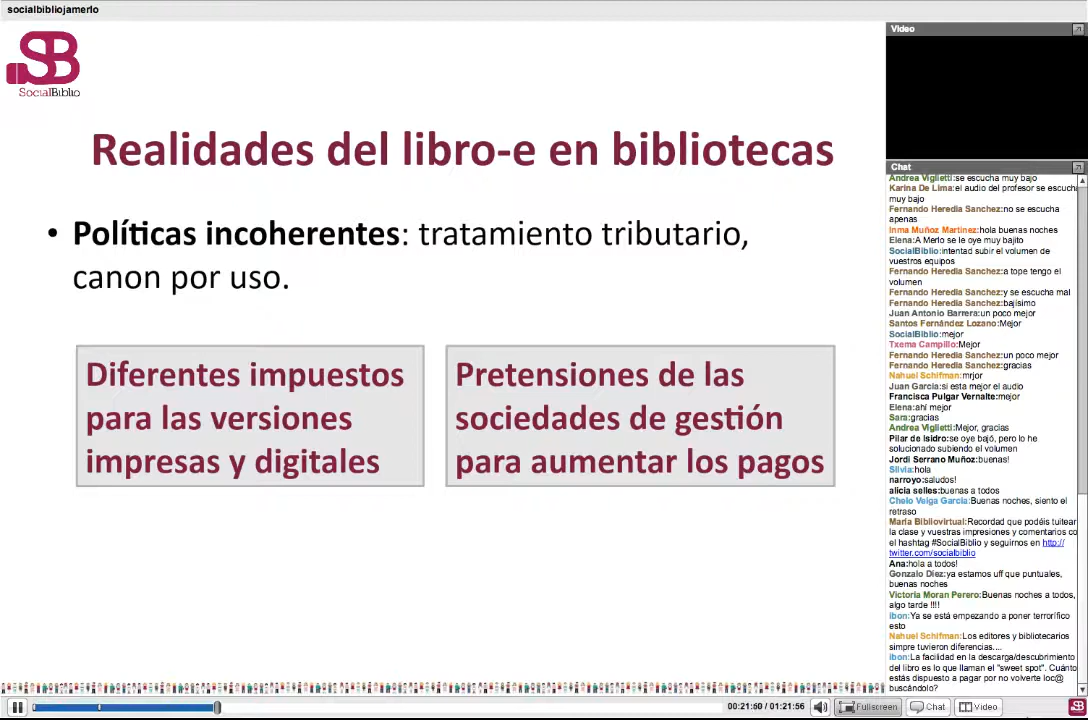 socialbibliojamerlo
SB
SocialBiblio
Realidades del libro-e en bibliotecas
• Políticas incoherentes: tratamiento tributario,
canon por uso.
Diferentes impuestos
para las versiones
impresas y digitales
Pretensiones de las
sociedades de gestión
para aumentar los pagos
Video
Chat
Andrea Viglietti:se escucha muy bajo
Karina De Lima:el audio del profesor se escucha
muy bajo
Fernando Heredia Sanchez:no se escucha
apenas
Inma Muñoz Martinez:hola buenas noches
Elena:A Merlo se le oye muy bajito
SocialBiblio:intentad subir el volumen de
vuestros equipos
Fernando Heredia Sanchez:a tope tengo el
volumen
Fernando Heredia Sanchez:y se escucha mal
Fernando Heredia Sanchez:bajísimo
Juan Antonio Barrera:un poco mejor
Santos Fernández Lozano:Mejor
SocialBiblio:mejor
Txema Campillo:Mejor
Fernando Heredia Sanchez:un poco mejor
Fernando Heredia Sanchez:gracias
Nahuel Schifman:mrjor
Juan García:si esta mejor el audio
Francisca Pulgar Vernalte:mejor
Elena:ahí mejor
Sara:gracias
Andrea Viglietti:Mejor, gracias
Pilar de Isidro:se oye bajó, pero lo he
solucionado subiendo el volumen
Jordi Serrano Muñoz:buenas!
Slivia:hola
narroyo:saludos!
alicia selles:buenas a todos
Chelo Veiga García:Buenas noches, siento el
retraso
María Bibliovirtual:Recordad que podéis tuitear
la clase y vuestras impresiones y comentarios co
el hashtag #SocialBiblio y seguirnos en http://
twitter.com/socialbiblio
Ana:hola a todos!
Gonzalo Diez:ya estamos uff que puntuales,
buenas noches
Victoria Moran Perero:Buenas noches a todos,
algo tarde !!!!
ibon:Ya se está empezando a poner terrorífico
esto
Nahuel Schifman:Los editores y bibliotecarios
simpre tuvieron diferencias....
ibon:La facilidad en la descarga/descubrimiento
del libro es lo que llaman el "sweet spot". Cuánto
estás dispuesto a pagar por no volverte loc@
buscándolo?
/ 01:21:56
Fullscreen
Chat
Video
SB